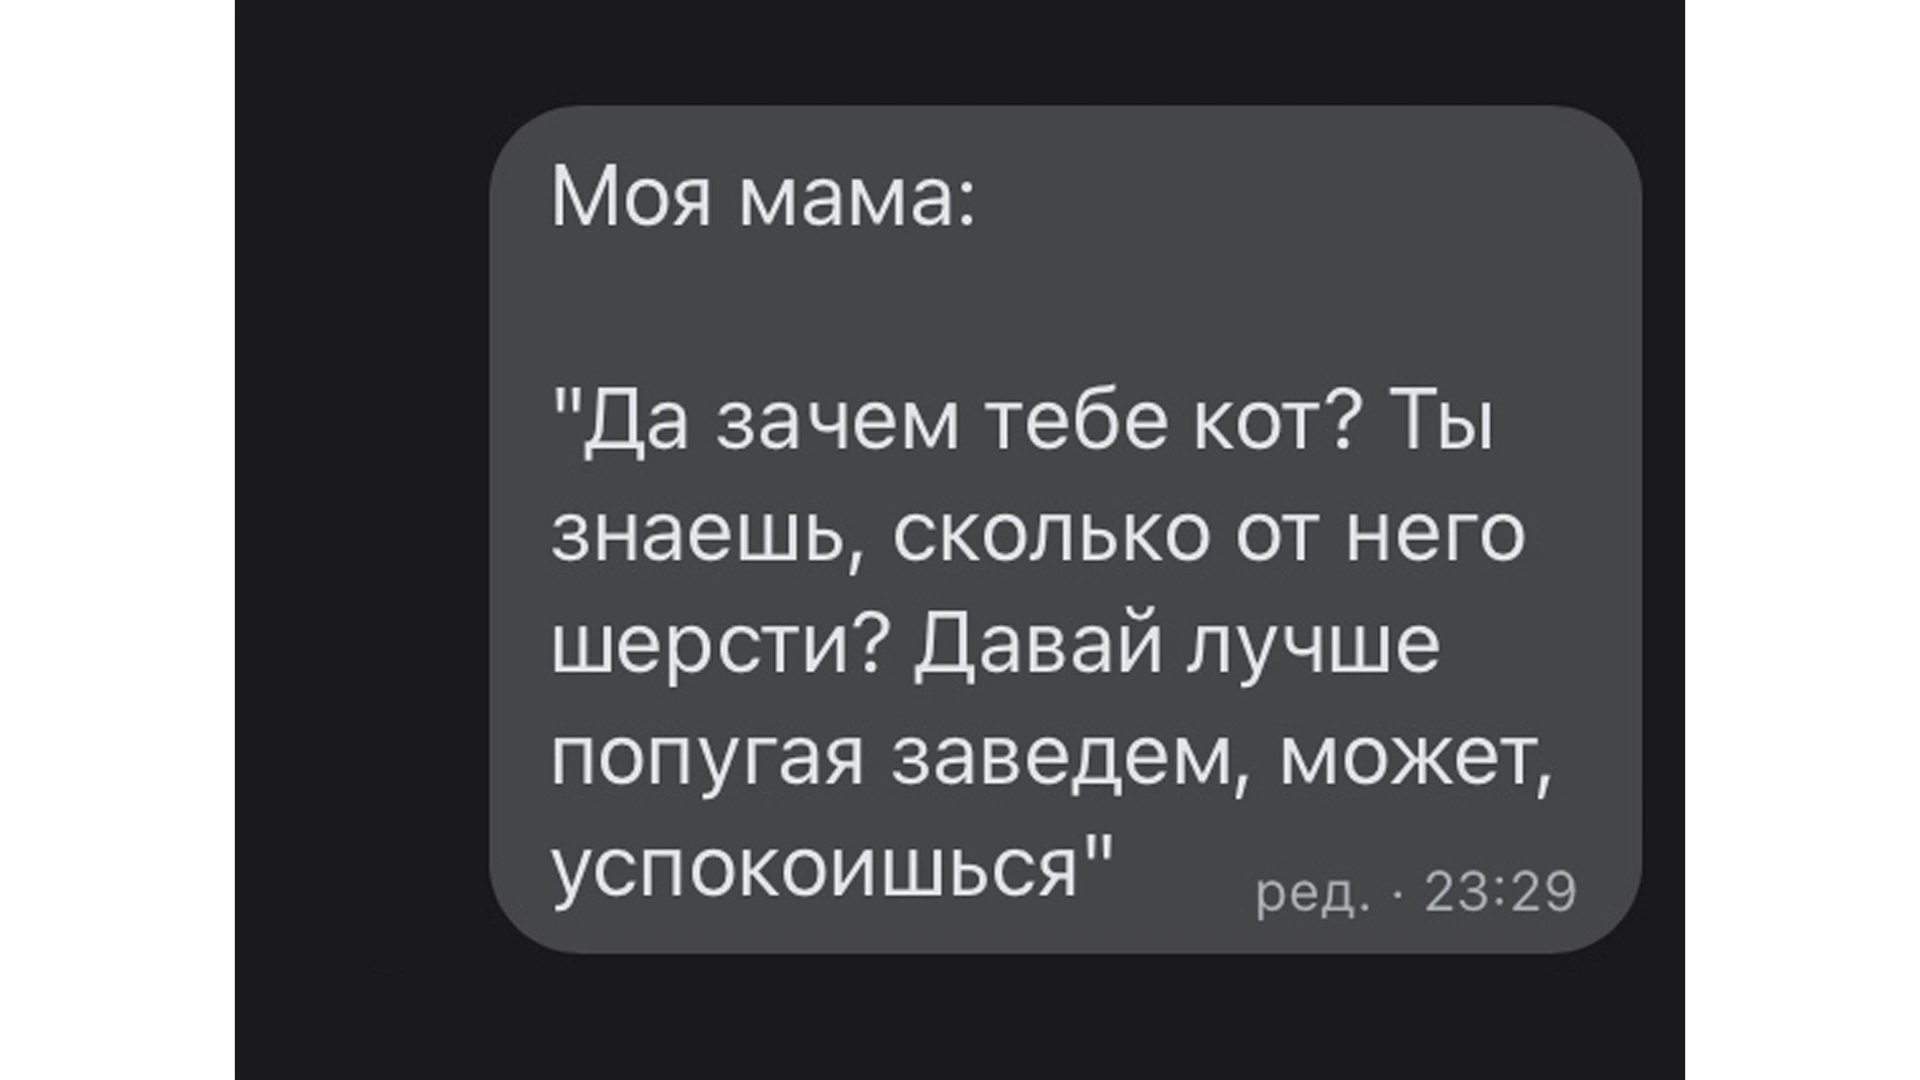 Моя мама:
"Да зачем тебе кот? Ты
знаешь, сколько от него
шерсти? Давай лучше
попугая заведем, может,
успокоишься"
ред. · 23:29